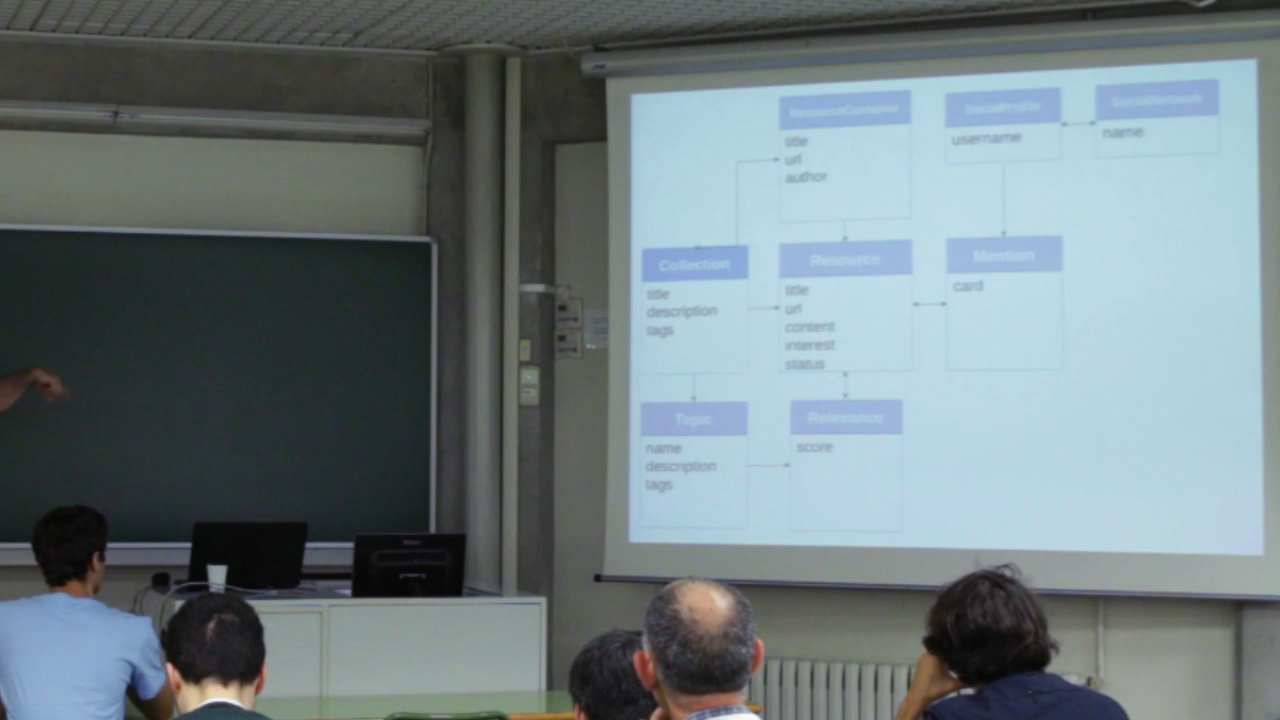 ResourceContainer
title
url
author
SocialProfile
username
SocialNetwork
name
Collection
title
description
tags
Resource
title
url
content
interest
status
Mention
card
Topic
name
description
tags
Relevance
score